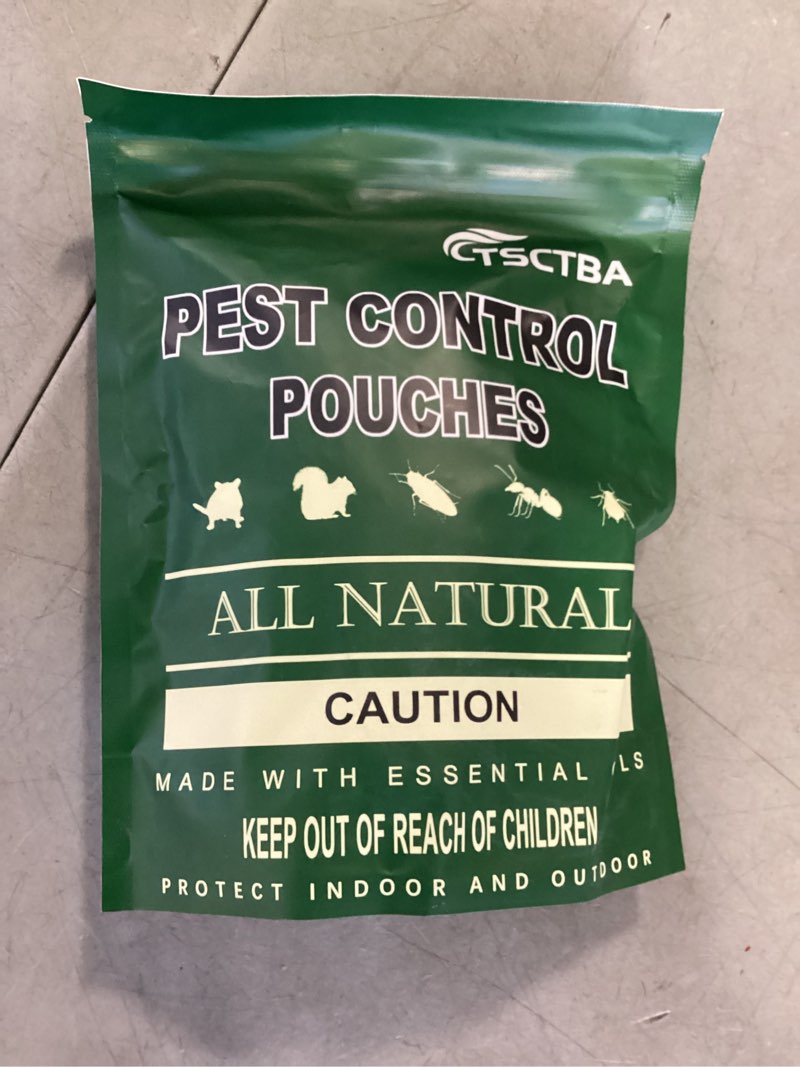 CTSCTBA
PEST CONTROL
POUCHES
ALL NATURAL
CAUTION
MADE WITH ESSENTIAL
KEEP OUT OF REACH OF CHILDREN
PROTECT INDOOR AND OUTDOOR